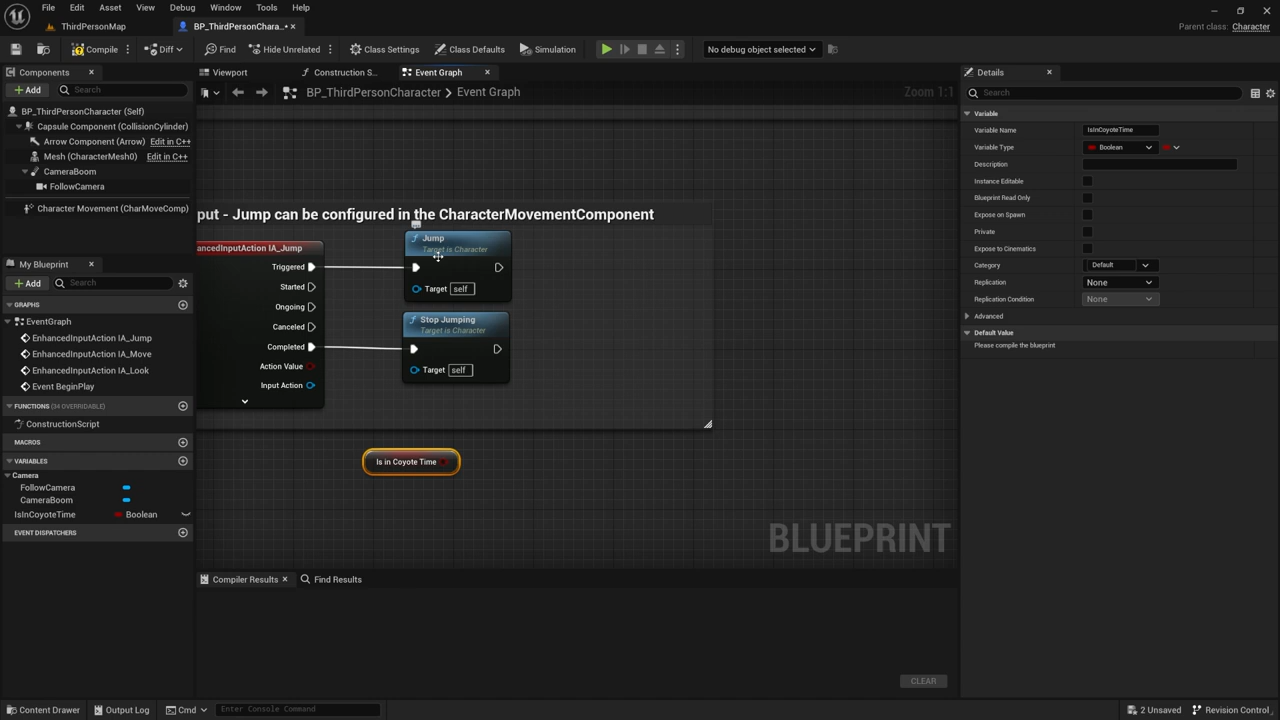 File Edit Asset View Debug Window Tools Help
ThirdPersonMap
BP_ThirdPersonChara...•
Parent class: Character
Compile
Diff
Find
Hide Unrelated
Class Settings
Class Defaults
Simulation
No debug object selected
Components
Add
Search
BP_ThirdPersonCharacter (Self)
Capsule Component (CollisionCylinder)
Arrow Component (Arrow) Edit in C++
Mesh (CharacterMesh0) Edit in C++
CameraBoom
FollowCamera
Character Movement (CharMoveComp)
My Blueprint
Add
Search
GRAPHS
EventGraph
EnhancedInputAction IA_Jump
EnhancedInputAction IA_Move
EnhancedInputAction IA_Look
Event BeginPlay
FUNCTIONS (34 OVERRIDABLE)
ConstructionScript
MACROS
VARIABLES
Camera
FollowCamera
CameraBoom
IsInCoyoteTime Boolean
EVENT DISPATCHERS
Viewport
Construction S...
Event Graph
BP_ThirdPersonCharacter > Event Graph
Zoom 1:1
put - Jump can be configured in the CharacterMovementComponent
ancedInputAction IA_Jump
Triggered
Started
Ongoing
Canceled
Completed
Action Value
Input Action
Jump
Target is Character
Target self
Stop Jumping
Target is Character
Target self
Is in Coyote Time
BLUEPRINT
Compiler Results
Find Results
CLEAR
Details
Search
Variable
Variable Name IsInCoyoteTime
Variable Type Boolean
Description
Instance Editable
Blueprint Read Only
Expose on Spawn
Private
Expose to Cinematics
Category Default
Replication None
Replication Condition None
Advanced
Default Value
Please compile the blueprint
Content Drawer
Output Log
Cmd
Enter Console Command
2 Unsaved
Revision Control